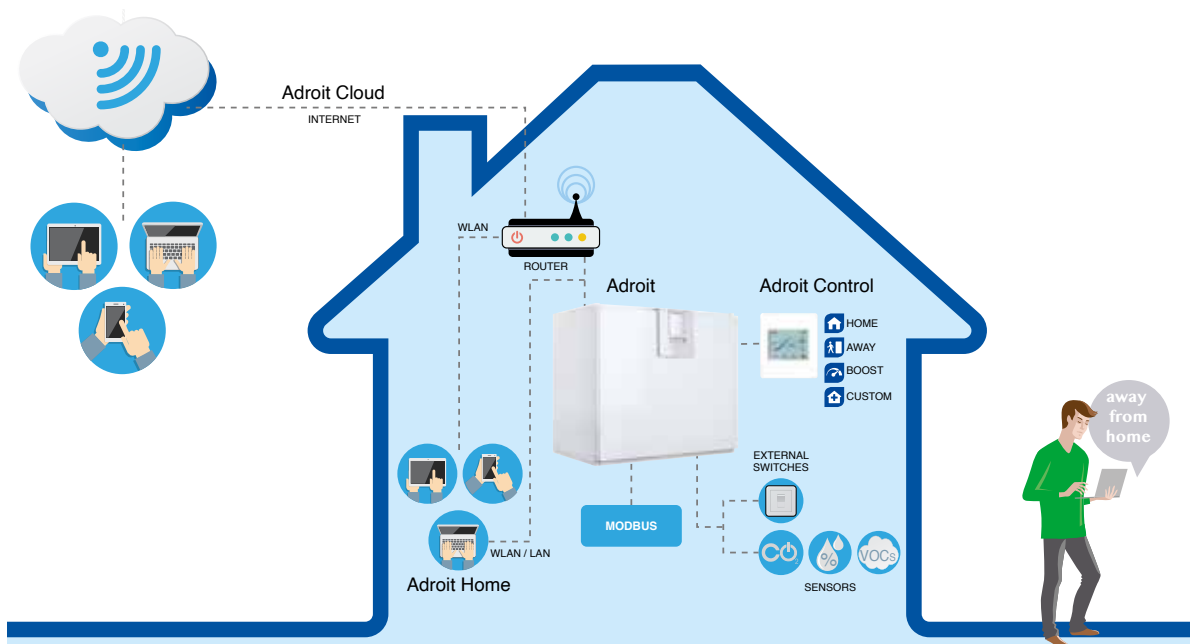 Adroit Cloud
INTERNET
WLAN
ROUTER
Adroit
Adroit Control
HOME
AWAY
BOOST
CUSTOM
away
from
home
EXTERNAL
SWITCHES
MODBUS
WLAN / LAN
%
VOCs
SENSORS
Adroit Home